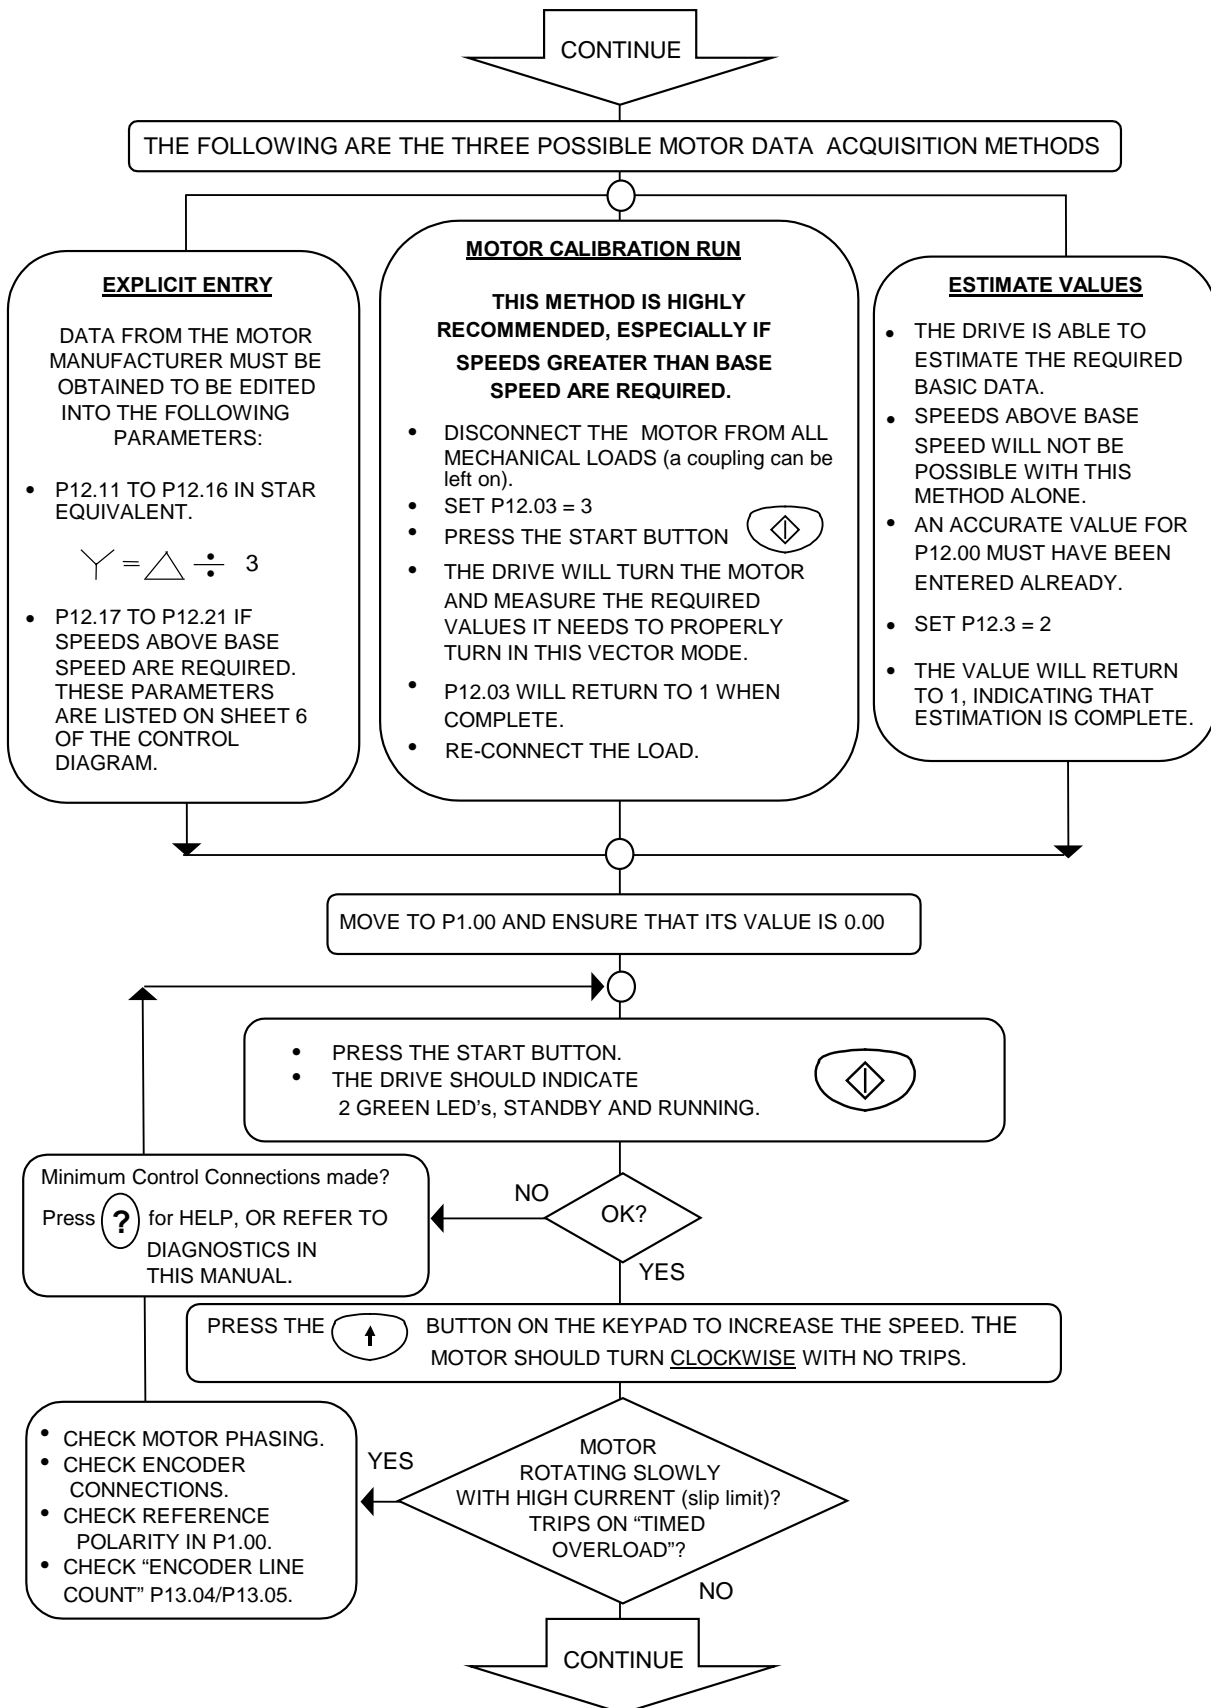 CONTINUE
THE FOLLOWING ARE THE THREE POSSIBLE MOTOR DATA ACQUISITION METHODS
EXPLICIT ENTRY
DATA FROM THE MOTOR
MANUFACTURER MUST BE
OBTAINED TO BE EDITED
INTO THE FOLLOWING
PARAMETERS:
• P12.11 TO P12.16 IN STAR
EQUIVALENT.
= ÷ 3
• P12.17 TO P12.21 IF
SPEEDS ABOVE BASE
SPEED ARE REQUIRED.
THESE PARAMETERS
ARE LISTED ON SHEET 6
OF THE CONTROL
DIAGRAM.
MOTOR CALIBRATION RUN
THIS METHOD IS HIGHLY
RECOMMENDED, ESPECIALLY IF
SPEEDS GREATER THAN BASE
SPEED ARE REQUIRED.
• DISCONNECT THE MOTOR FROM ALL
MECHANICAL LOADS (a coupling can be
left on).
• SET P12.03 = 3
• PRESS THE START BUTTON
• THE DRIVE WILL TURN THE MOTOR
AND MEASURE THE REQUIRED
VALUES IT NEEDS TO PROPERLY
TURN IN THIS VECTOR MODE.
• P12.03 WILL RETURN TO 1 WHEN
COMPLETE.
• RE-CONNECT THE LOAD.
ESTIMATE VALUES
• THE DRIVE IS ABLE TO
ESTIMATE THE REQUIRED
BASIC DATA.
• SPEEDS ABOVE BASE
SPEED WILL NOT BE
POSSIBLE WITH THIS
METHOD ALONE.
• AN ACCURATE VALUE FOR
P12.00 MUST HAVE BEEN
ENTERED ALREADY.
• SET P12.3 = 2
• THE VALUE WILL RETURN
TO 1, INDICATING THAT
ESTIMATION IS COMPLETE.
MOVE TO P1.00 AND ENSURE THAT ITS VALUE IS 0.00
• PRESS THE START BUTTON.
• THE DRIVE SHOULD INDICATE
2 GREEN LED's, STANDBY AND RUNNING.
OK?
NO
Minimum Control Connections made?
Press ? for HELP, OR REFER TO
DIAGNOSTICS IN
THIS MANUAL.
YES
PRESS THE BUTTON ON THE KEYPAD TO INCREASE THE SPEED. THE
MOTOR SHOULD TURN CLOCKWISE WITH NO TRIPS.
MOTOR
ROTATING SLOWLY
WITH HIGH CURRENT (slip limit)?
TRIPS ON “TIMED
OVERLOAD”?
YES
• CHECK MOTOR PHASING.
• CHECK ENCODER
CONNECTIONS.
• CHECK REFERENCE
POLARITY IN P1.00.
• CHECK “ENCODER LINE
COUNT” P13.04/P13.05.
NO
CONTINUE